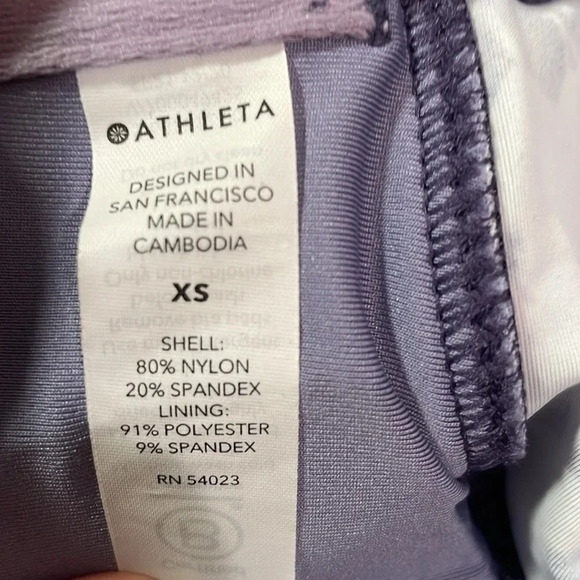 ATHLETA
DESIGNED IN
SAN FRANCISCO
MADE IN
CAMBODIA
XS
SHELL:
80% NYLON
20% SPANDEX
LINING:
91% POLYESTER
9% SPANDEX
RN 54023